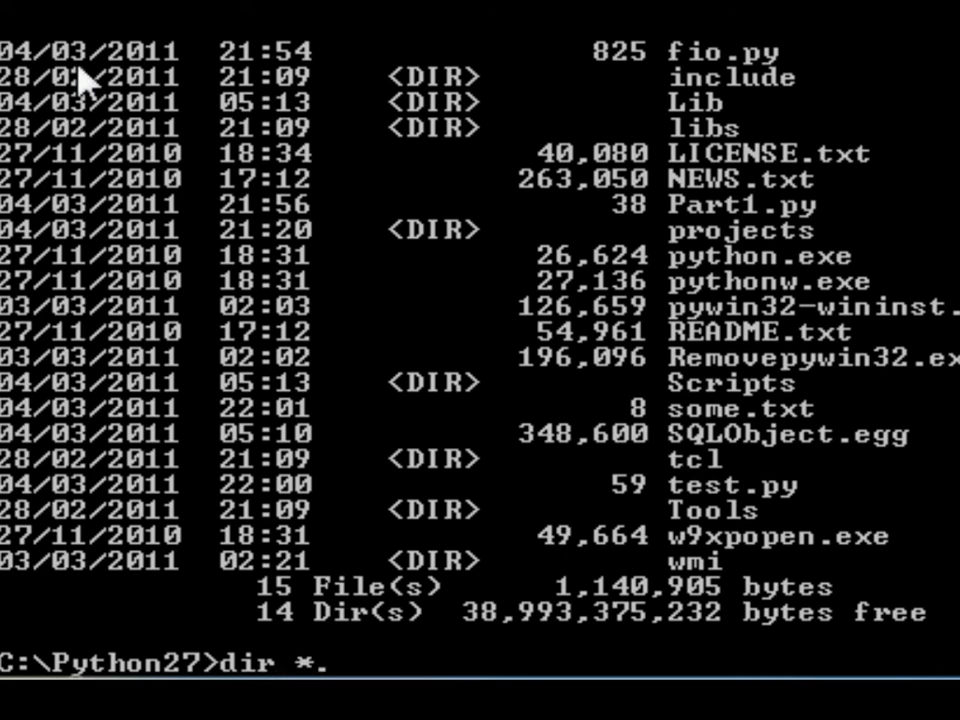 04/03/2011 21:54 825 fio.py
28/02/2011 21:09 <DIR> include
04/03/2011 05:13 <DIR> Lib
28/02/2011 21:09 <DIR> libs
27/11/2010 18:34 40,080 LICENSE.txt
27/11/2010 17:12 263,050 NEWS.txt
04/03/2011 21:56 38 Part1.py
04/03/2011 21:20 <DIR> projects
27/11/2010 18:31 26,624 python.exe
27/11/2010 18:31 27,136 pythonw.exe
03/03/2011 02:03 126,659 pywin32-wininst.
27/11/2010 17:12 54,961 README.txt
03/03/2011 02:02 196,096 Removepywin32.ex
04/03/2011 05:13 <DIR> Scripts
04/03/2011 22:01 8 some.txt
04/03/2011 05:10 348,600 SQLObject.egg
28/02/2011 21:09 <DIR> tcl
04/03/2011 22:00 59 test.py
28/02/2011 21:09 <DIR> Tools
27/11/2010 18:31 49,664 w9xpopen.exe
03/03/2011 02:21 <DIR> wmi
15 File(s) 1,140,905 bytes
14 Dir(s) 38,993,375,232 bytes free
C:\Python27>dir *.